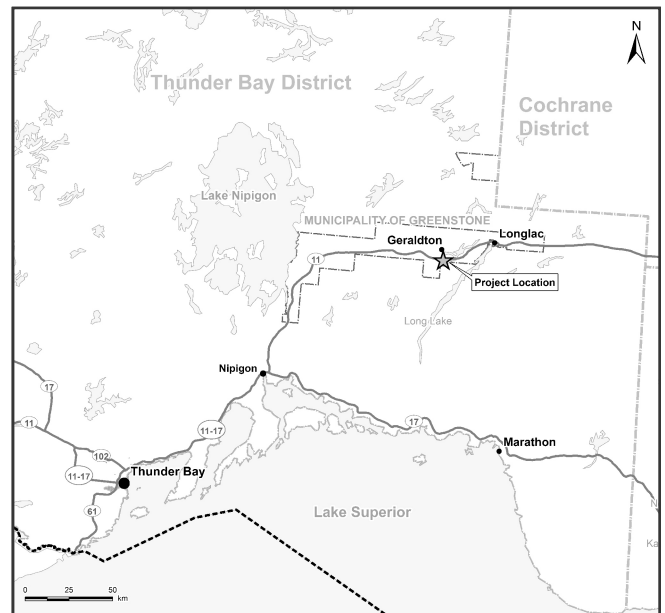 N
Thunder Bay District
Cochrane
District
Lake Nipigon
MUNICIPALITY OF GREENSTONE
Geraldton
Longlac
11
Project Location
Long Lake
Nipigon
17
11
11-17
17
Marathon
102
11-17
Thunder Bay
61
Lake Superior
N
Ka
0 25 50
km